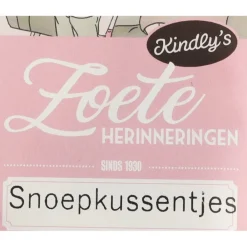 Kindly's
Zoete
HERINNERINGEN
SINDS 1930
Snoepkussentjes